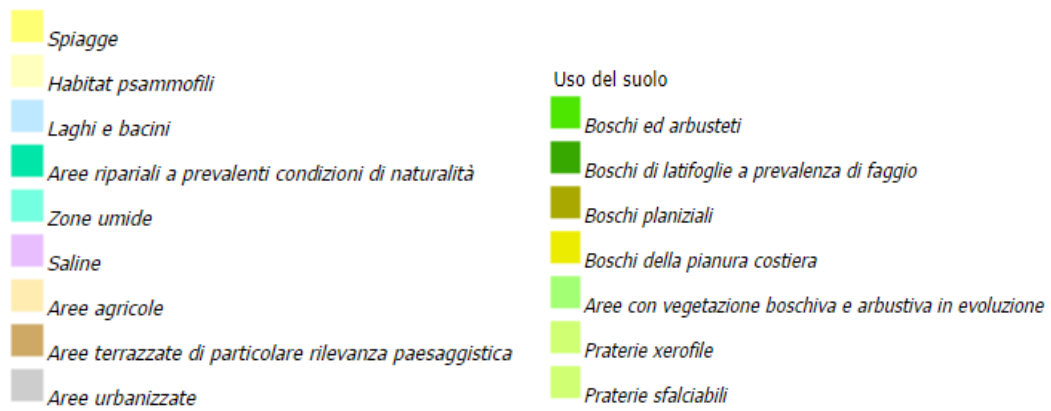 Spiagge
Habitat psammofili
Laghi e bacini
Aree ripariali a prevalenti condizioni di naturalità
Zone umide
Saline
Aree agricole
Aree terrazzate di particolare rilevanza paesaggistica
Aree urbanizzate
Uso del suolo
Boschi ed arbusteti
Boschi di latifoglie a prevalenza di faggio
Boschi planiziali
Boschi della pianura costiera
Aree con vegetazione boschiva e arbustiva in evoluzione
Praterie xerofile
Praterie sfalciabili